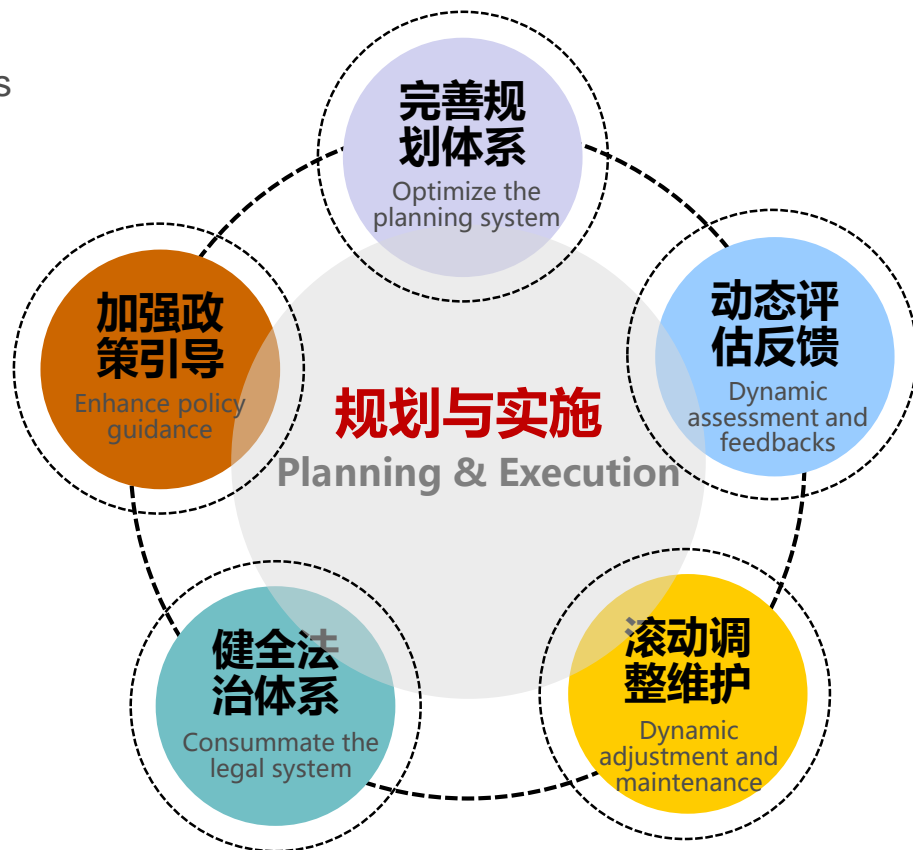 s
完善规
划体系
Optimize the
planning system
加强政
策引导
Enhance policy
guidance
动态评
估反馈
Dynamic
assessment and
feedbacks
规划与实施
Planning & Execution
健全法
治体系
Consummate the
legal system
滚动调
整维护
Dynamic
adjustment and
maintenance